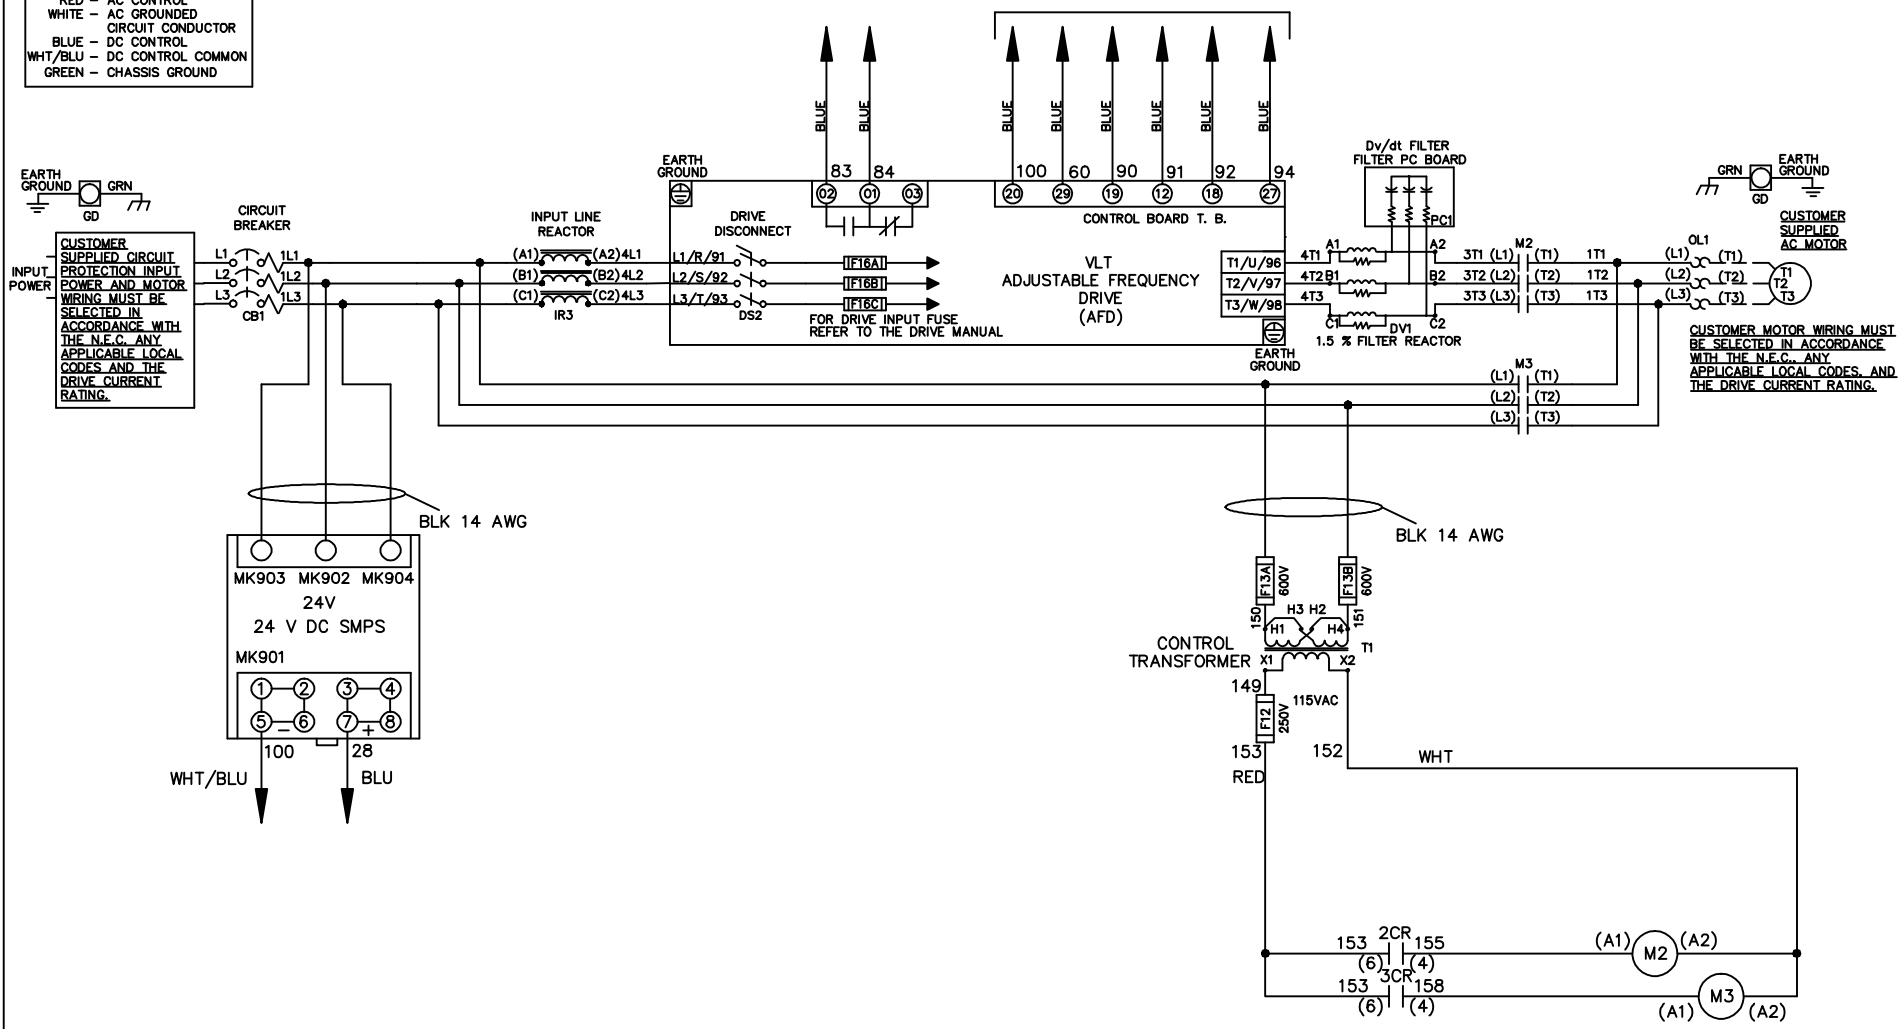 RED – AC CONTROL
WHITE – AC GROUNDED
CIRCUIT CONDUCTOR
BLUE – DC CONTROL
WHT/BLU – DC CONTROL COMMON
GREEN – CHASSIS GROUND
BLUE
BLUE
BLUE
BLUE
BLUE
BLUE
BLUE
BLUE
EARTH
GROUND
GRN
GD
CIRCUIT
BREAKER
INPUT LINE
REACTOR
EARTH
GROUND
DRIVE
DISCONNECT
83
84
02
01
03
100
60
90
91
92
94
20
29
19
12
18
27
CONTROL BOARD T. B.
Dv/dt FILTER
FILTER PC BOARD
PC1
GRN
EARTH
GROUND
GD
CUSTOMER
SUPPLIED
AC MOTOR
INPUT
POWER
CUSTOMER
SUPPLIED CIRCUIT
PROTECTION INPUT
POWER AND MOTOR
WIRING MUST BE
SELECTED IN
ACCORDANCE WITH
THE N.E.C. ANY
APPLICABLE LOCAL
CODES AND THE
DRIVE CURRENT
RATING.
L1
1L1
L2
1L2
L3
1L3
CB1
(A1)
(A2)
4L1
(B1)
(B2)
4L2
(C1)
(C2)
4L3
IR3
L1/R/91
L2/S/92
L3/T/93
DS2
F16A
F16B
F16C
FOR DRIVE INPUT FUSE
REFER TO THE DRIVE MANUAL
VLT
ADJUSTABLE FREQUENCY
DRIVE
(AFD)
T1/U/96
T2/V/97
T3/W/98
EARTH
GROUND
4T1
A1
A2
4T2
B1
B2
4T3
C1
C2
DV1
1.5 % FILTER REACTOR
M2
3T1 (L1) (T1) 1T1
3T2 (L2) (T2) 1T2
3T3 (L3) (T3) 1T3
OL1
(L1) (T1)
(L2) (T2)
(L3) (T3)
T1
T2
T3
CUSTOMER MOTOR WIRING MUST
BE SELECTED IN ACCORDANCE
WITH THE N.E.C., ANY
APPLICABLE LOCAL CODES, AND
THE DRIVE CURRENT RATING.
M3
(L1) (T1)
(L2) (T2)
(L3) (T3)
BLK 14 AWG
MK903 MK902 MK904
24V
24 V DC SMPS
MK901
1
2
3
4
5
6
7
8
–
+
100
28
WHT/BLU
BLU
BLK 14 AWG
F13A
600V
F13B
600V
150
151
H3 H2
H1
H4
CONTROL
TRANSFORMER
T1
X1
X2
149
115VAC
F12
250V
153
152
RED
WHT
2CR
153
155
(6)
(4)
(A1)
M2
(A2)
3CR
153
158
(6)
(4)
(A1)
M3
(A2)